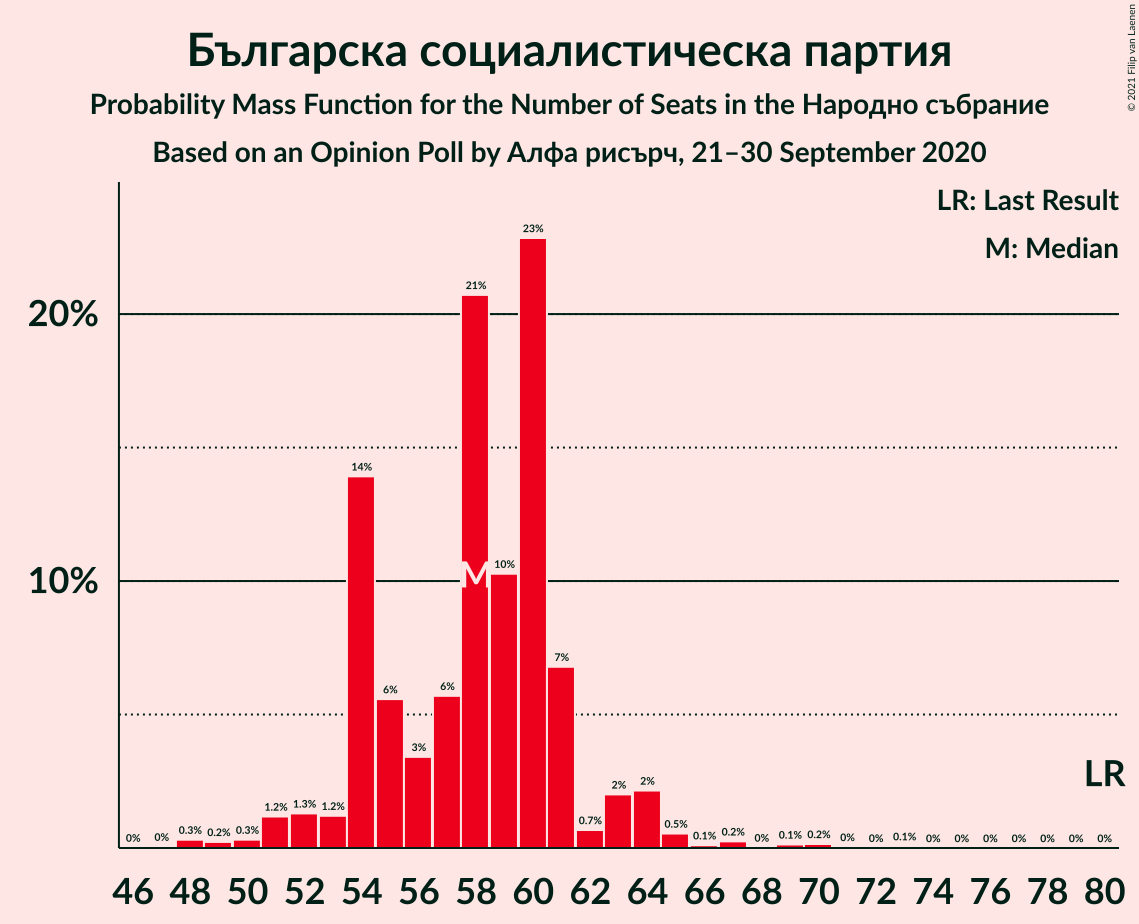 Българска социалистическа партия
Probability Mass Function for the Number of Seats in the Народно събрание
Based on an Opinion Poll by Алфа рисърч, 21–30 September 2020
© 2021 Filip van Laenen
LR: Last Result
M: Median
20%
10%
0% 0% 0.3% 0.2% 0.3% 1.2% 1.3% 1.2% 14% 6% 3% 6% 21% 10% 23% 7% 0.7% 2% 2% 0.5% 0.1% 0.2% 0% 0.1% 0.2% 0% 0% 0.1% 0% 0% 0% 0% 0% 0% 0%
M
LR
46 48 50 52 54 56 58 60 62 64 66 68 70 72 74 76 78 80